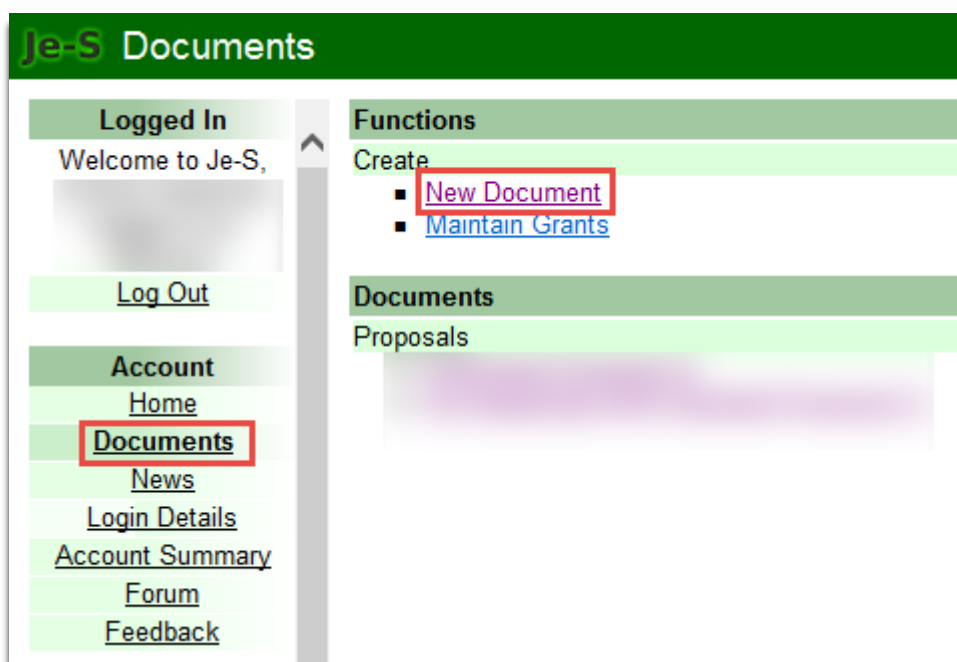 Je-S Documents
Logged In
Welcome to Je-S,
Log Out
Account
Home
Documents
News
Login Details
Account Summary
Forum
Feedback
Functions
Create
New Document
Maintain Grants
Documents
Proposals